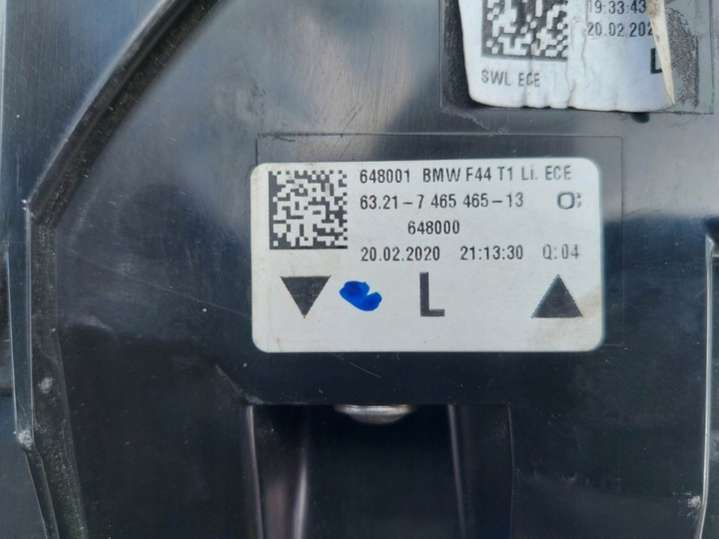 19:33:43
20.02.202
SWL ECE
L
648001 BMW F44 T1 Li. ECE
63.21-7 465 465-13
648000
20.02.2020 21:13:30 Q:04
L